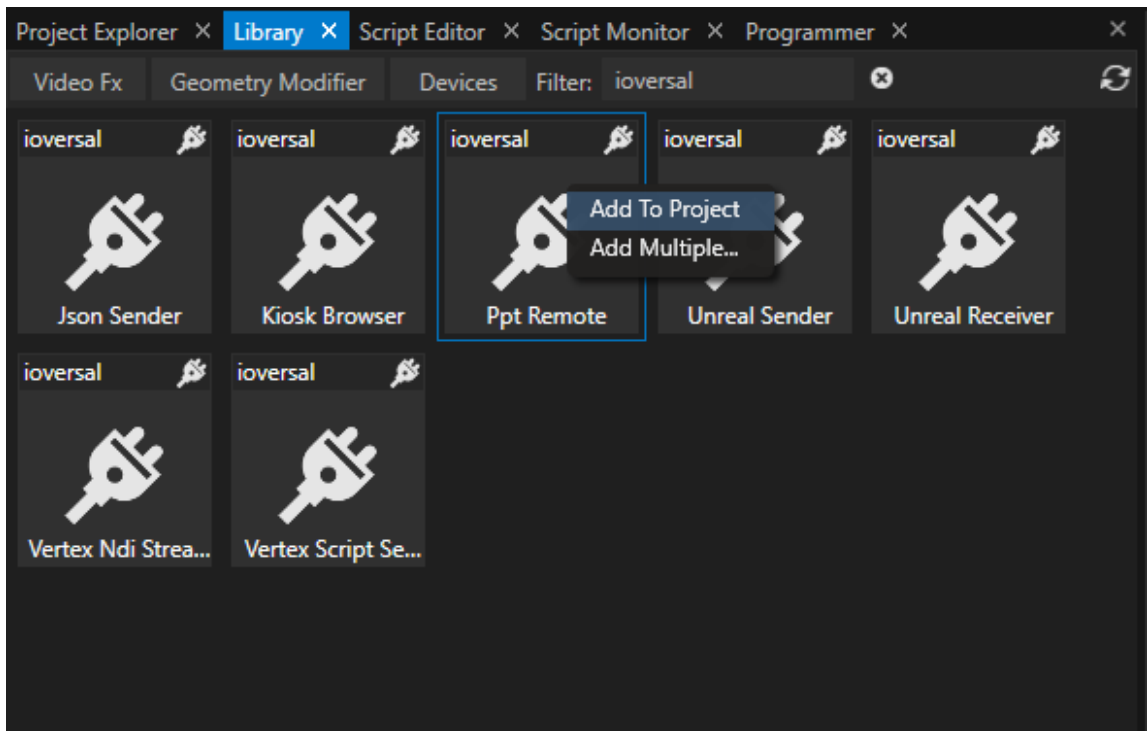 Project Explorer Library Script Editor Script Monitor Programmer
Video Fx Geometry Modifier Devices Filter: ioversal
ioversal ioversal ioversal ioversal ioversal
Add To Project
Add Multiple...
Json Sender Kiosk Browser Ppt Remote Unreal Sender Unreal Receiver
ioversal ioversal
Vertex Ndi Strea... Vertex Script Se...